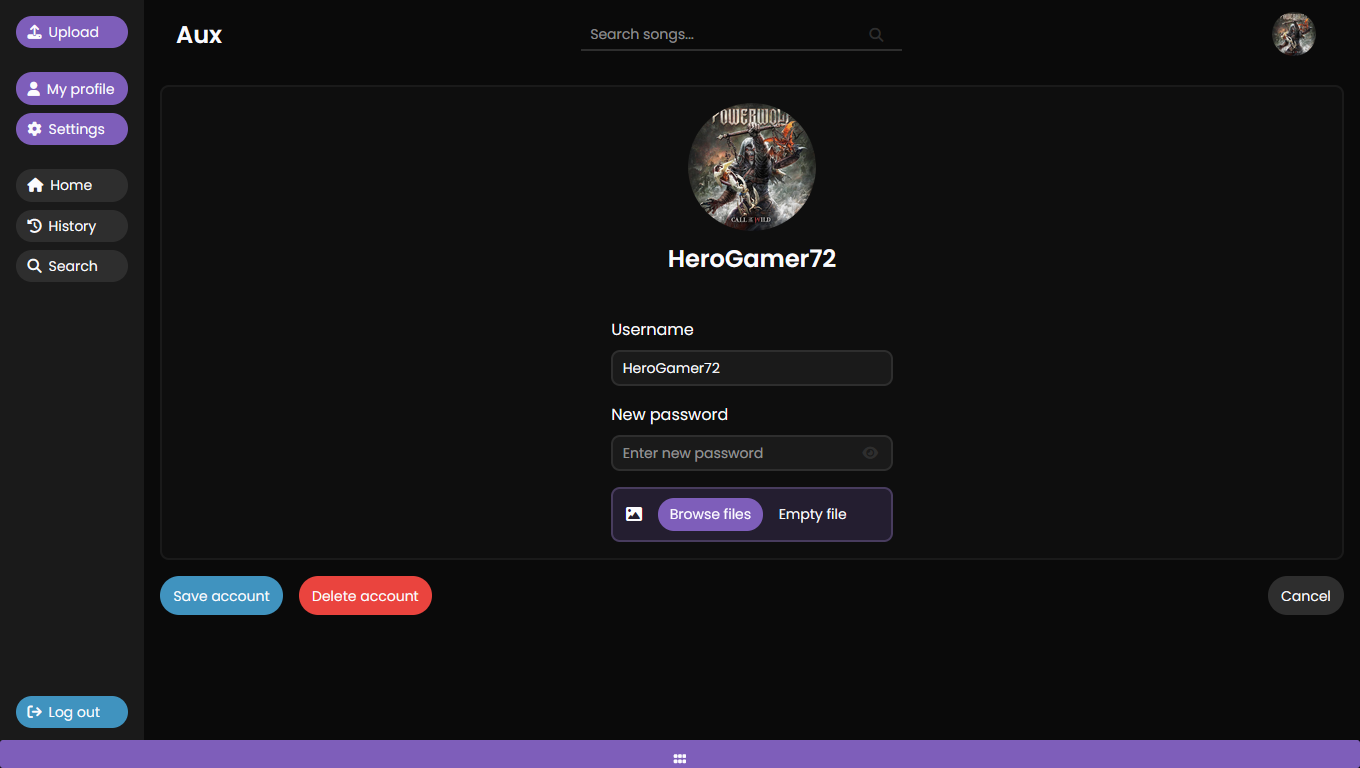 Upload
My profile
Settings
Home
History
Search
Log out
Aux
Search songs...
POWERWOLF
CALL OF THE WILD
HeroGamer72
Username
HeroGamer72
New password
Enter new password
Browse files
Empty file
Save account
Delete account
Cancel